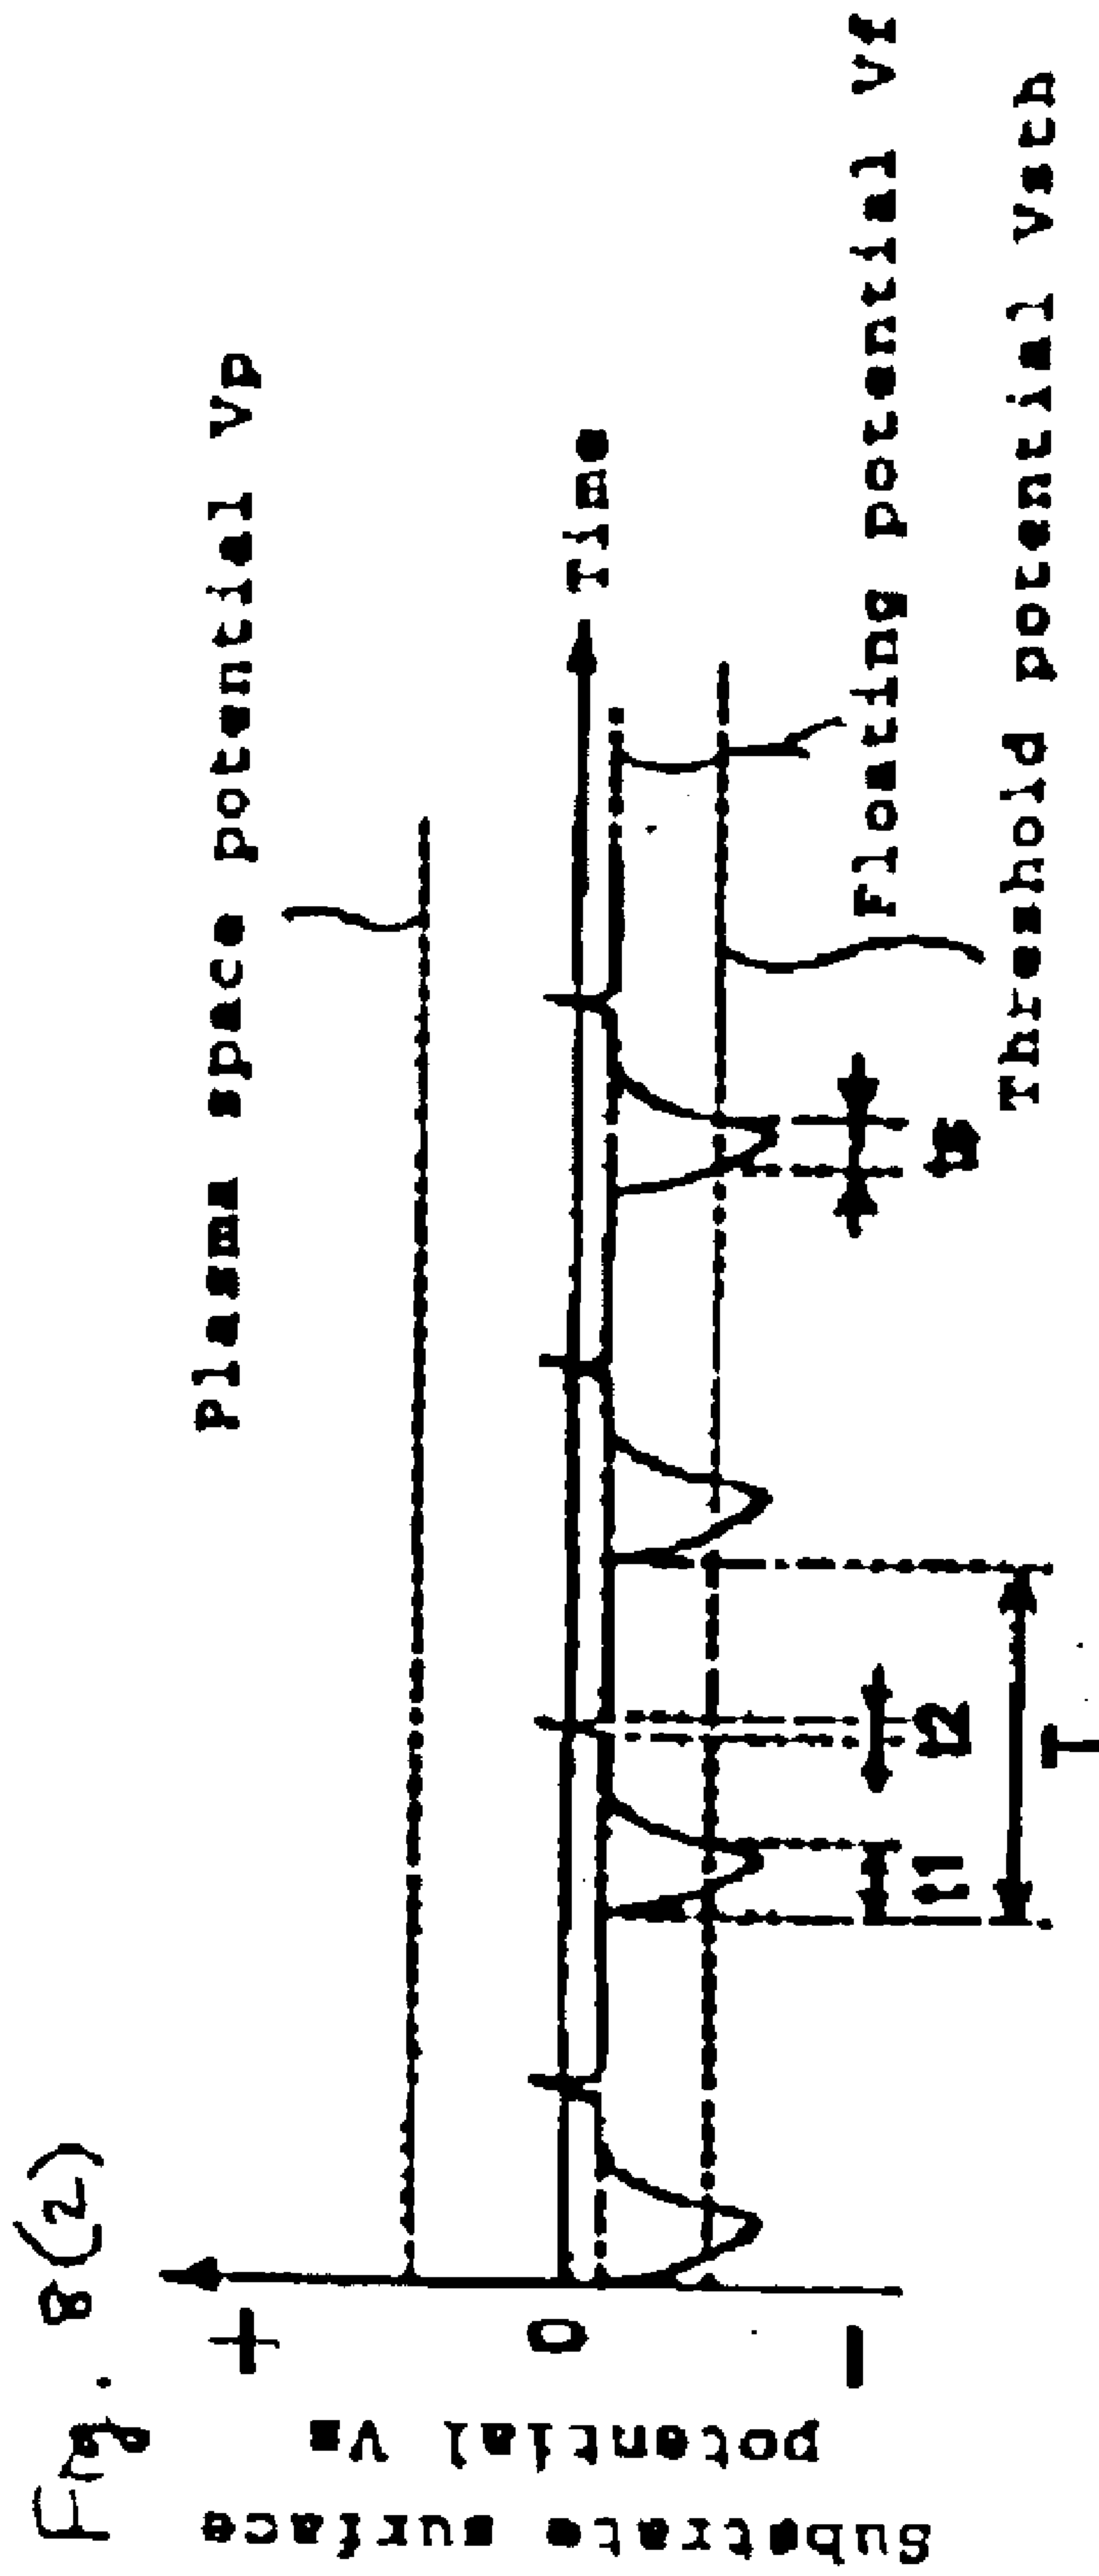 Fig. 8(2)
Substrate surface
potential Vs
+
0
-
Plasma space potential Vp
Time
Floating potential Vf
Threshold potential Vsth
t1
t2
T